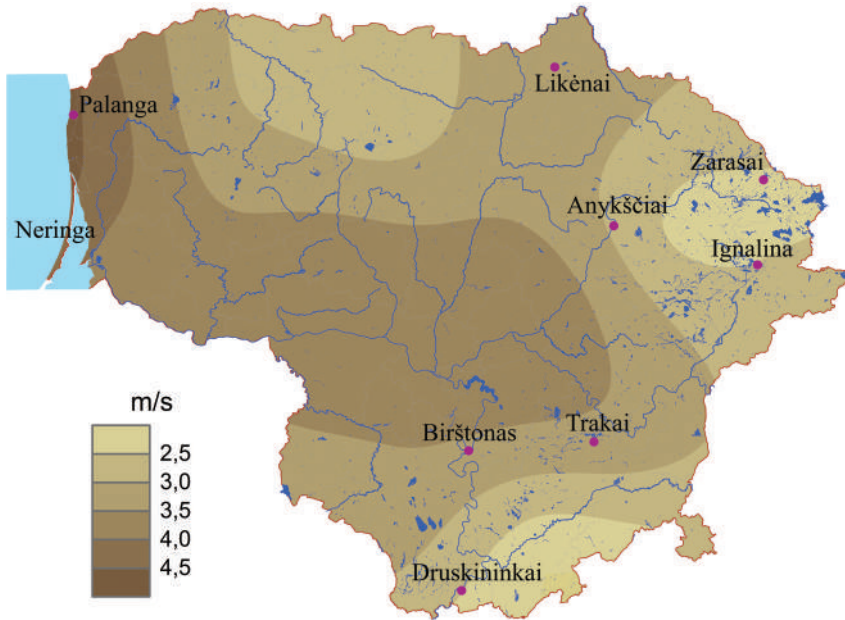 Likėnai
Palanga
Zarasai
Anykščiai
Neringa
Ignalina
m/s
Birštonas
Trakai
2,5
3,0
3,5
4,0
4,5
Druskininkai